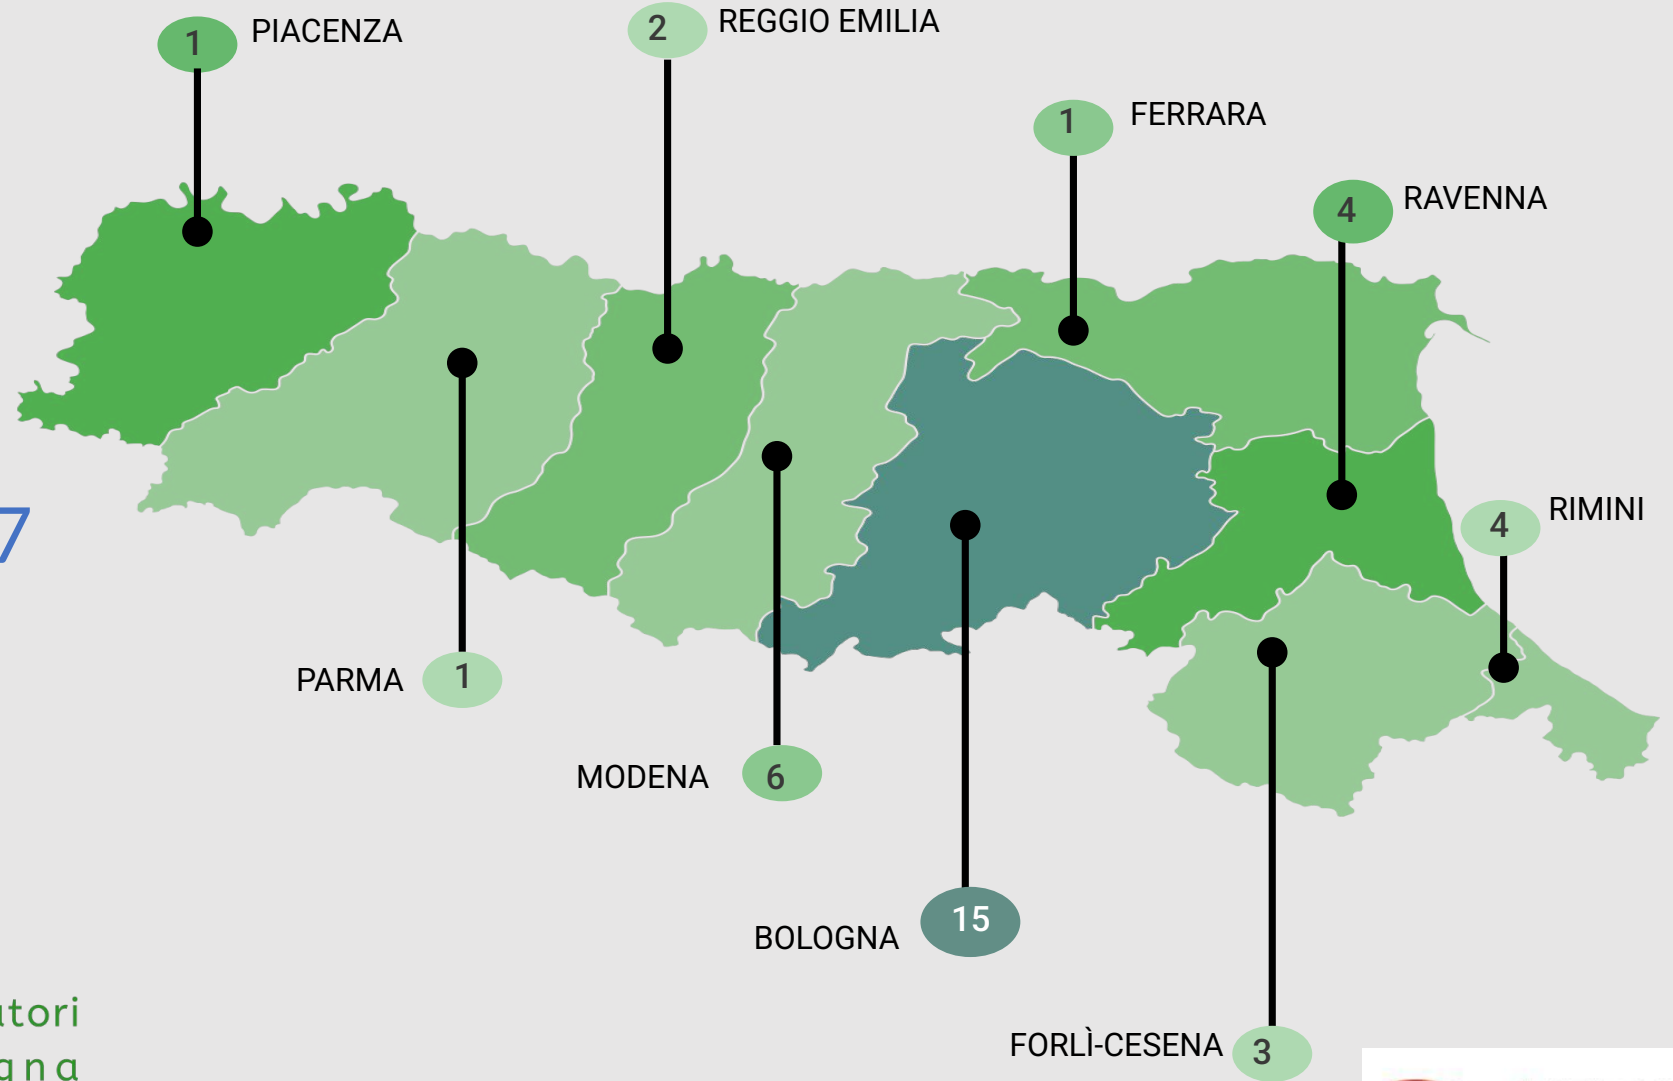 1 PIACENZA
2 REGGIO EMILIA
1 FERRARA
4 RAVENNA
7
4 RIMINI
PARMA 1
MODENA 6
BOLOGNA 15
FORLÌ-CESENA 3